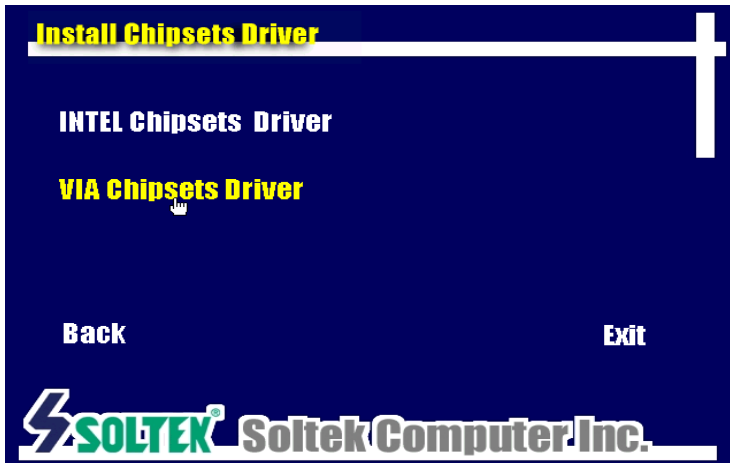 Install Chipsets Driver
INTEL Chipsets Driver
VIA Chipsets Driver
Back Exit
SOLTEK® Soltek Computer Inc.